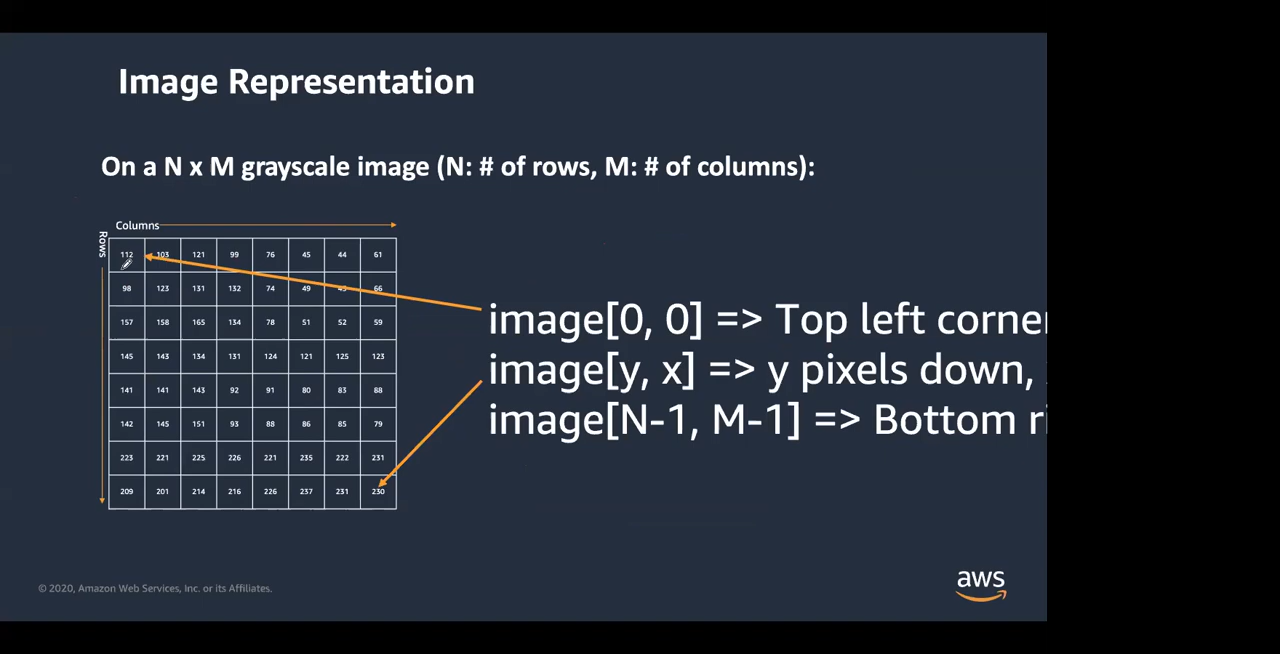 Image Representation
On a N x M grayscale image (N: # of rows, M: # of columns):
Columns
Rows
112 103 121 99 76 45 44 61
98 123 131 132 74 49 45 66
157 158 165 134 78 51 52 59
145 143 134 131 124 121 125 123
141 141 143 92 91 80 83 88
142 145 151 93 88 86 85 79
223 221 225 226 221 235 222 231
209 201 214 216 226 237 231 230
image[0, 0] => Top left corner
image[y, x] => y pixels down,
image[N-1, M-1] => Bottom ri
© 2020, Amazon Web Services, Inc. or its Affiliates.
aws